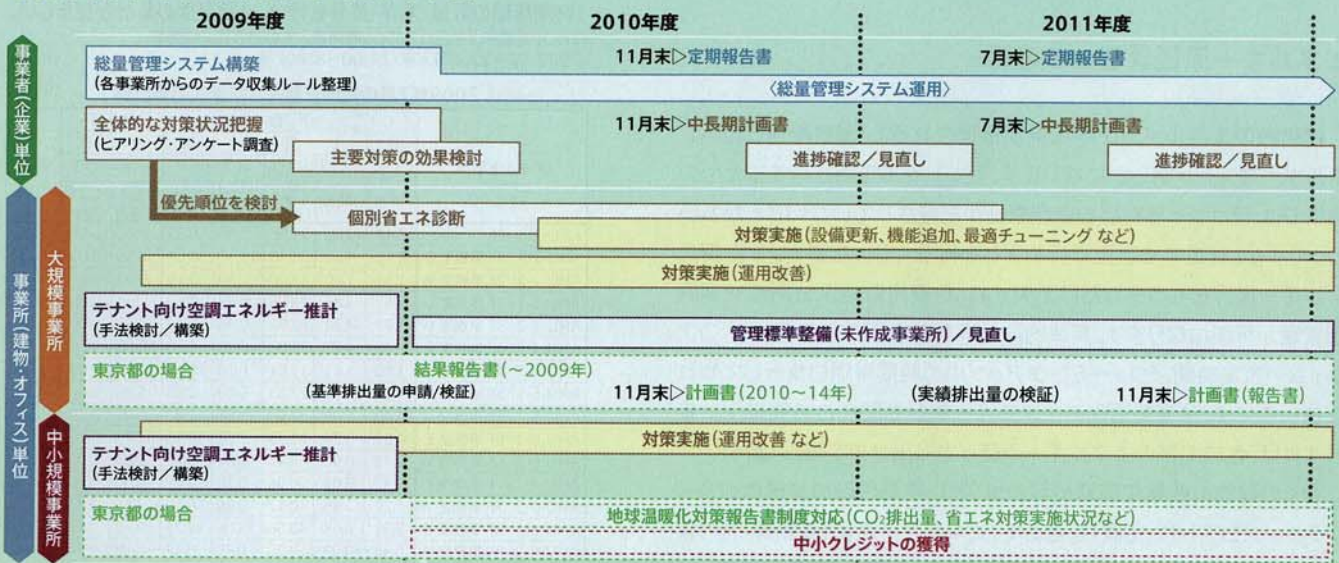 2009年度
2010年度
2011年度
事業者(企業)単位
総量管理システム構築
(各事業所からのデータ収集ルール整理)
11月末▷定期報告書
7月末▷定期報告書
〈総量管理システム運用〉
全体的な対策状況把握
(ヒアリング・アンケート調査)
11月末▷中長期計画書
7月末▷中長期計画書
主要対策の効果検討
進捗確認/見直し
進捗確認/見直し
事業所(建物・オフィス)単位
大規模事業所
優先順位を検討
個別省エネ診断
対策実施(設備更新、機能追加、最適チューニング など)
対策実施(運用改善)
テナント向け空調エネルギー推計
(手法検討/構築)
管理標準整備(未作成事業所)/見直し
東京都の場合
結果報告書(~2009年)
(基準排出量の申請/検証)
11月末▷計画書(2010~14年)
(実績排出量の検証)
11月末▷計画書(報告書)
中小規模事業所
対策実施(運用改善 など)
テナント向け空調エネルギー推計
(手法検討/構築)
東京都の場合
地球温暖化対策報告書制度対応(CO₂排出量、省エネ対策実施状況など)
中小クレジットの獲得